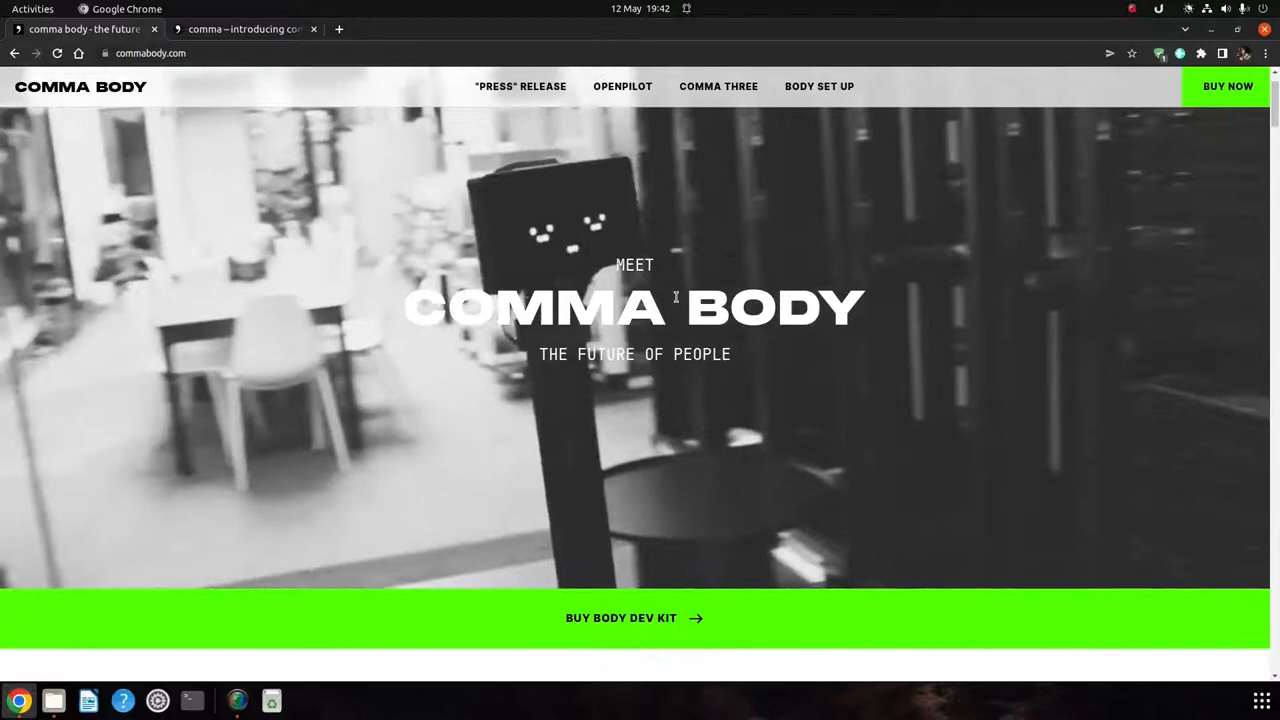 Activities
Google Chrome
12 May 19:42
comma body - the future
comma – introducing com
commabody.com
1
COMMA BODY
"PRESS" RELEASE
OPENPILOT
COMMA THREE
BODY SET UP
BUY NOW
MEET
COMMA BODY
THE FUTURE OF PEOPLE
BUY BODY DEV KIT →